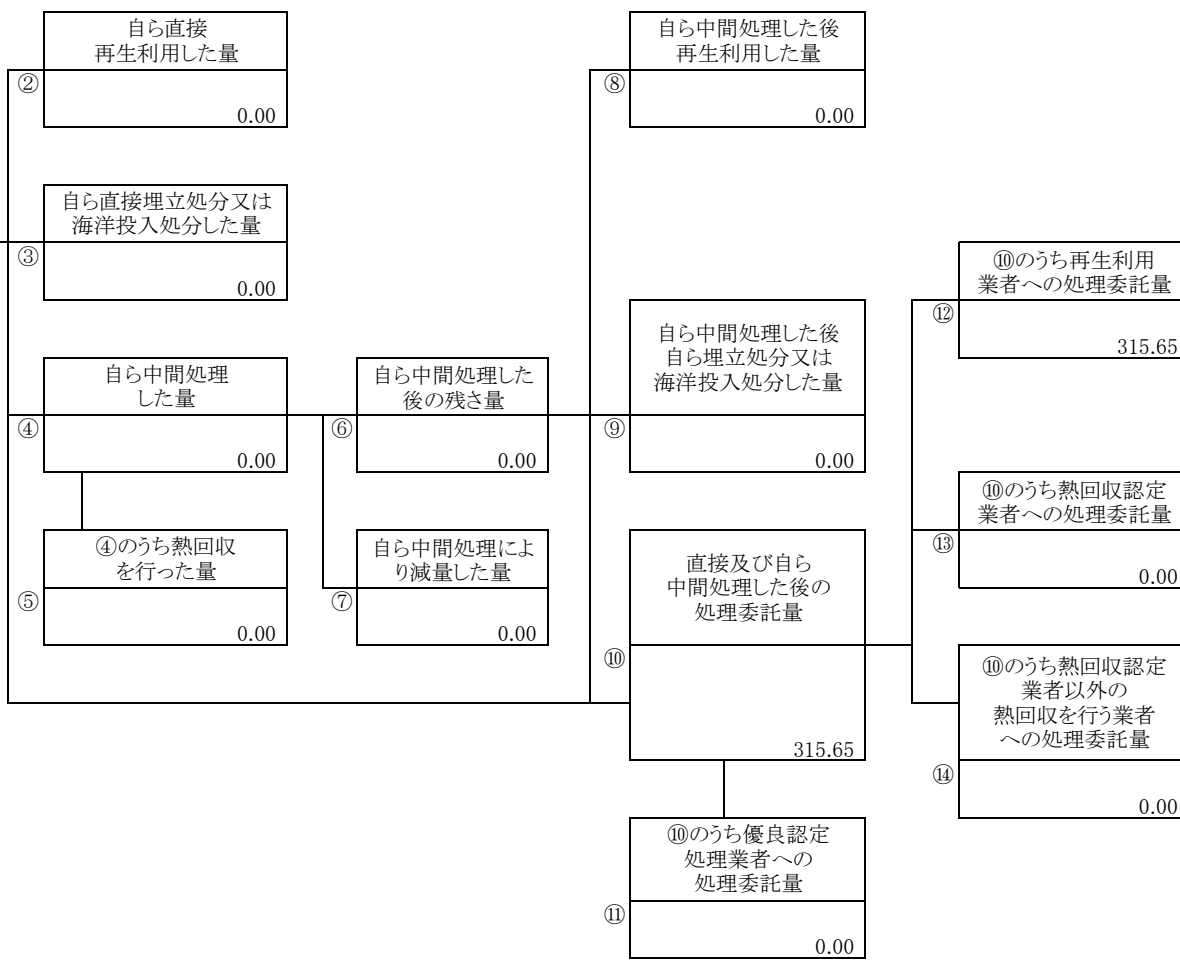 自ら直接
再生利用した量
②
0.00
自ら直接埋立処分又は
海洋投入処分した量
③
0.00
自ら中間処理
した量
④
0.00
④のうち熱回収
を行った量
⑤
0.00
自ら中間処理した
後の残さ量
⑥
0.00
自ら中間処理によ
り減量した量
⑦
0.00
自ら中間処理した後
再生利用した量
⑧
0.00
自ら中間処理した後
自ら埋立処分又は
海洋投入処分した量
⑨
0.00
直接及び自ら
中間処理した後の
処理委託量
⑩
315.65
⑩のうち優良認定
処理業者への
処理委託量
⑪
0.00
⑩のうち再生利用
業者への処理委託量
⑫
315.65
⑩のうち熱回収認定
業者への処理委託量
⑬
0.00
⑩のうち熱回収認定
業者以外の
熱回収を行う業者
への処理委託量
⑭
0.00